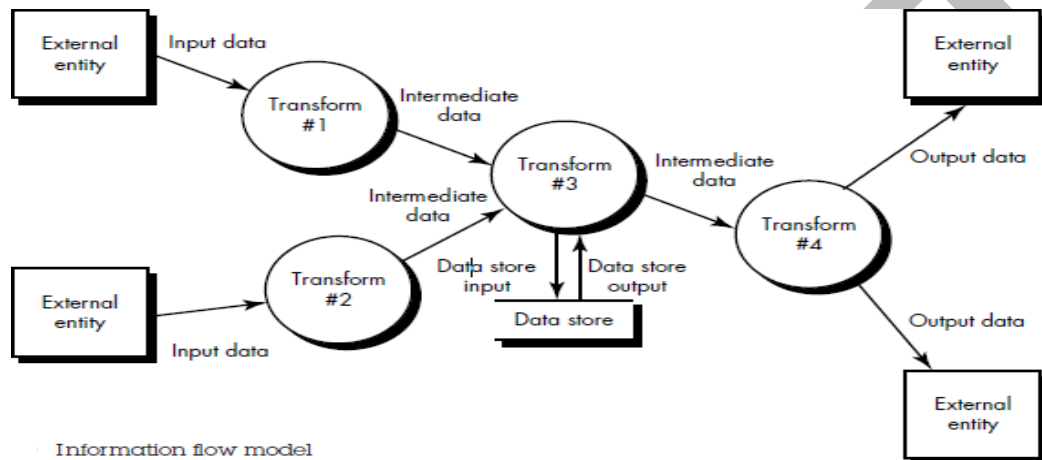 External
entity
Input data
Transform
#1
Intermediate
data
External
entity
Input data
Transform
#2
Intermediate
data
Transform
#3
Data store
input
Data store
output
Data store
Intermediate
data
Transform
#4
Output data
External
entity
Output data
External
entity
Information flow model